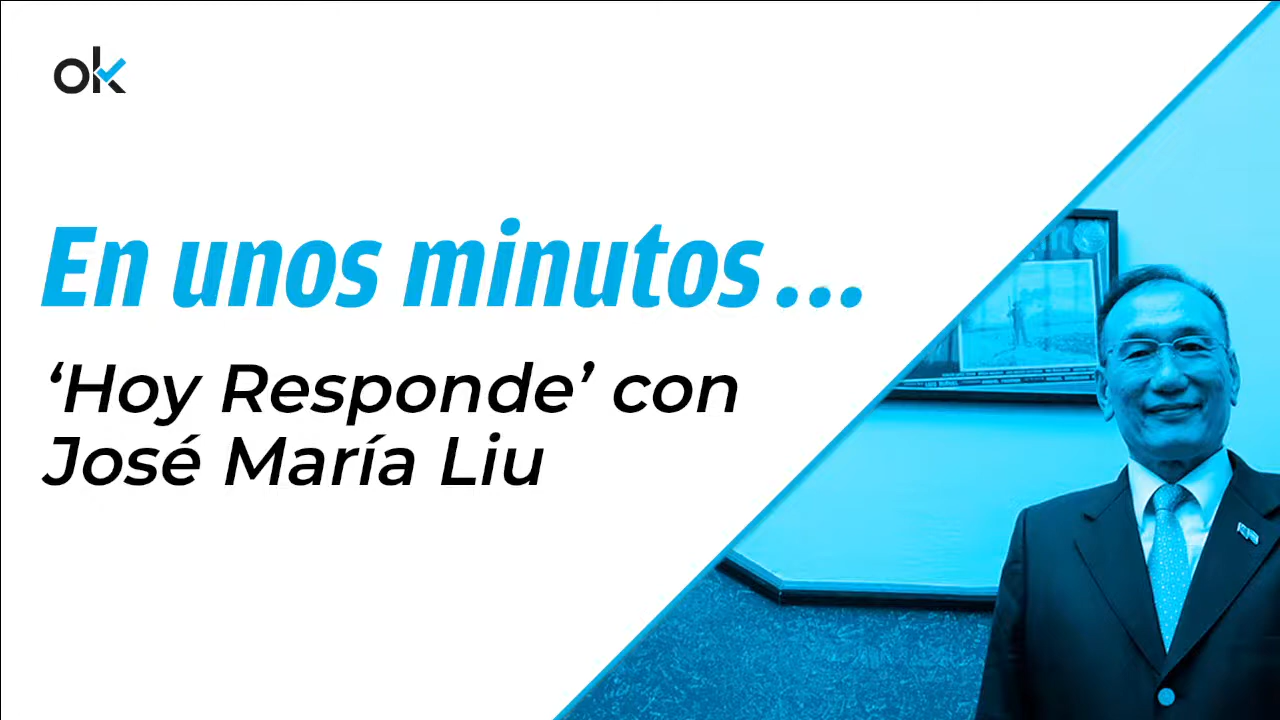 ok
En unos minutos...
‘Hoy Responde’ con
José María Liu